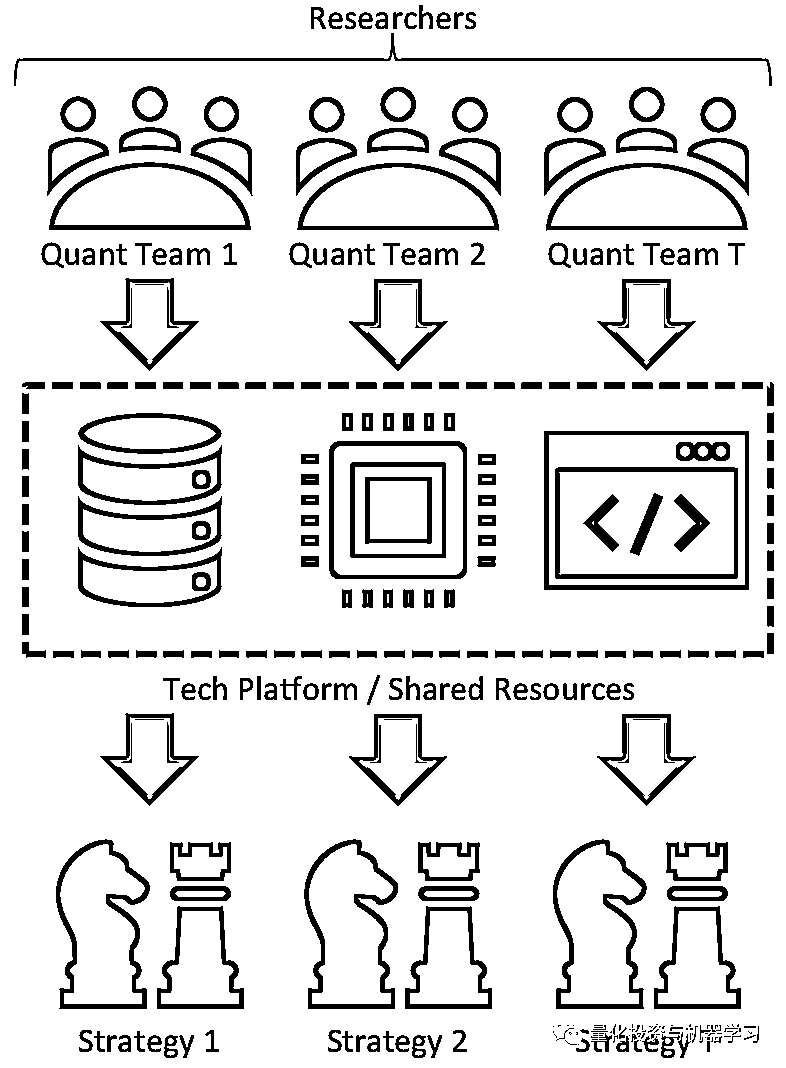 Researchers
Quant Team 1
Quant Team 2
Quant Team T
</>
Tech Platform / Shared Resources
Strategy 1
Strategy 2
Strategy T
量化投资与机器学习